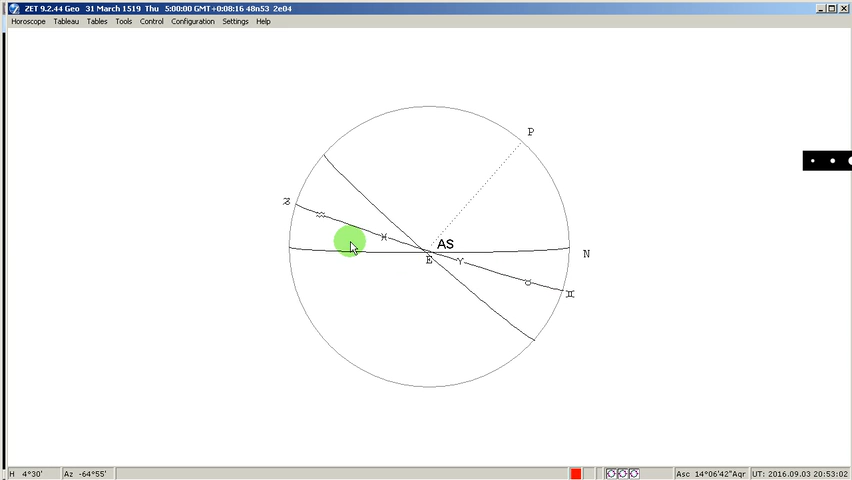 ZET 9.2.44 Geo 31 March 1519 Thu 5:00:00 GMT+0:08:16 48n53 2e04
Horoscope Tableau Tables Tools Control Configuration Settings Help
P
♑
♒
♓ AS
N
E ♈
♉
♊
H 4°30' Az -64°55' Asc 14°06'42"Aqr UT: 2016.09.03 20:53:02